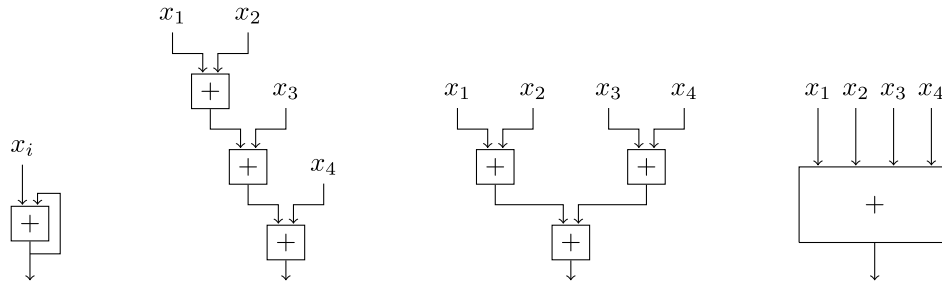 x_i
+
x_1 x_2
+
x_3
+
x_4
+
x_1 x_2 x_3 x_4
+ +
+
x_1 x_2 x_3 x_4
+